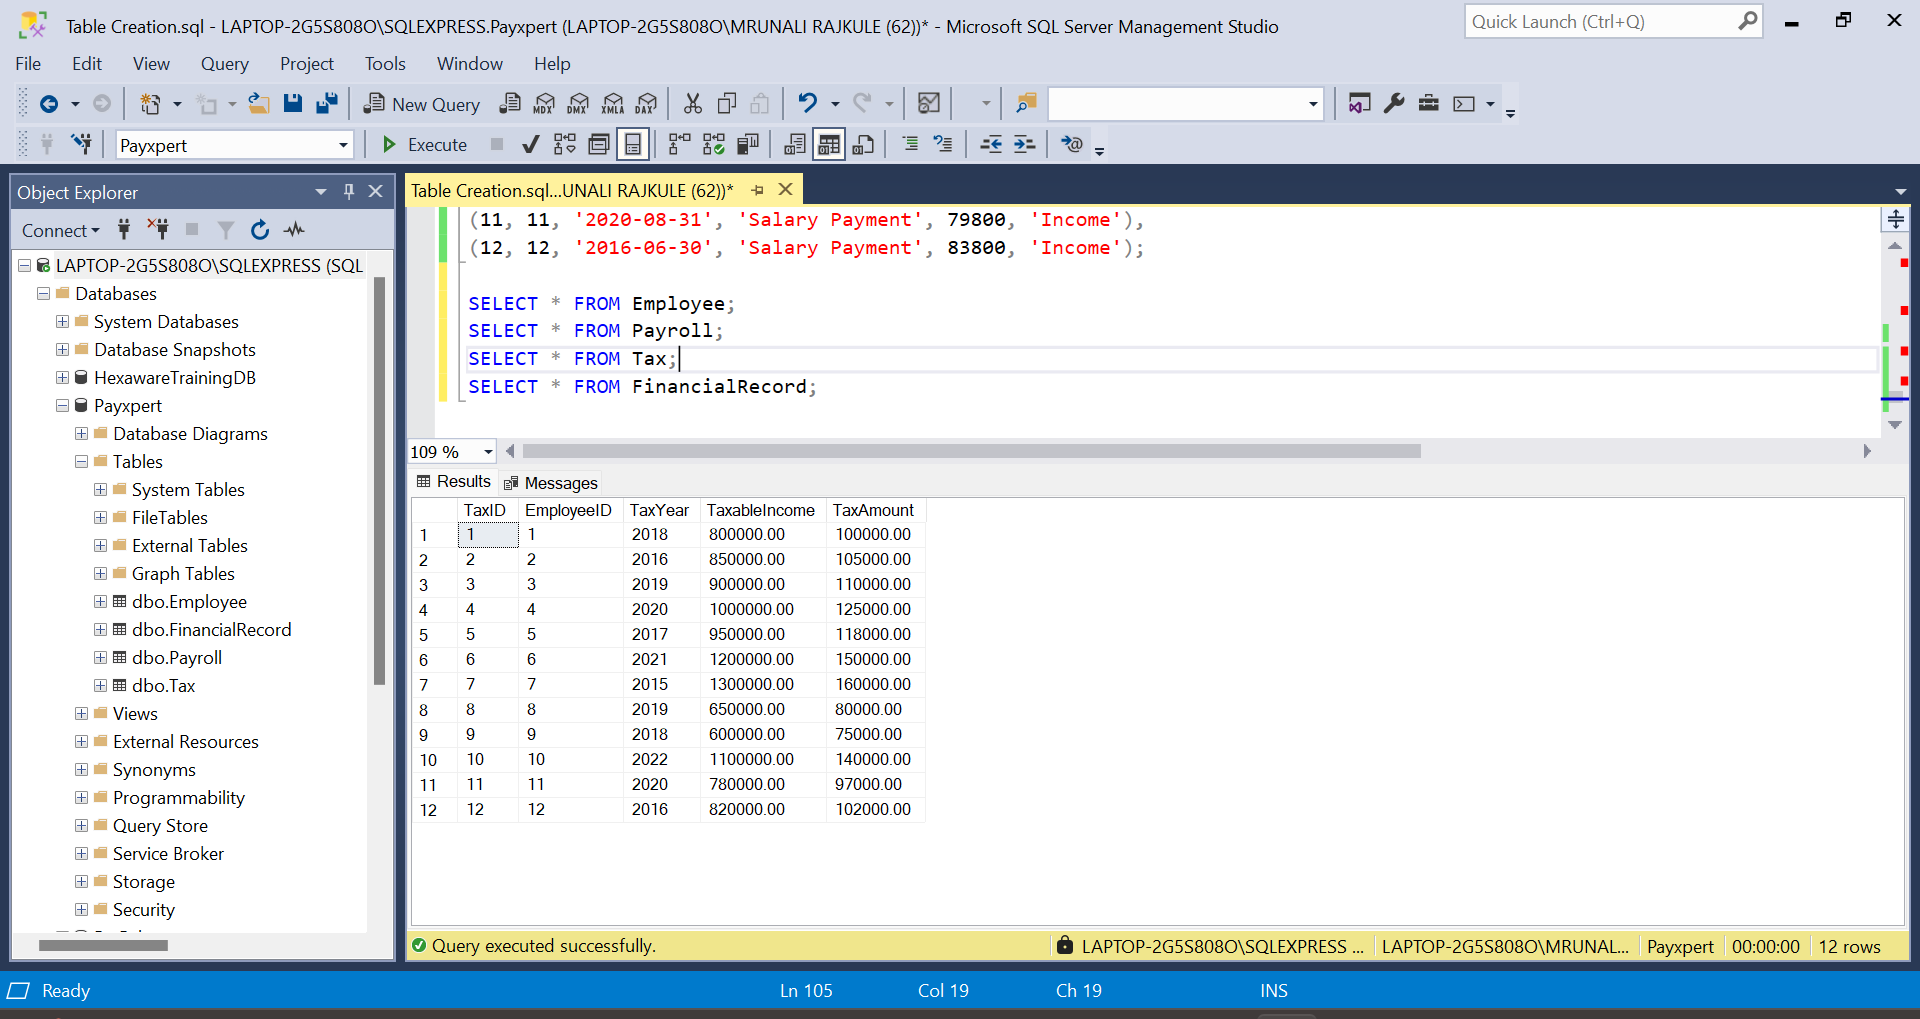 Table Creation.sql - LAPTOP-2G5S808O\SQLEXPRESS.Payxpert (LAPTOP-2G5S808O\MRUNALI RAJKULE (62))* - Microsoft SQL Server Management Studio
Quick Launch (Ctrl+Q)
File Edit View Query Project Tools Window Help
New Query MDX DMX XMLA DAX
Payxpert Execute
Object Explorer
Table Creation.sql...UNALI RAJKULE (62))*
Connect
(11, 11, '2020-08-31', 'Salary Payment', 79800, 'Income'),
(12, 12, '2016-06-30', 'Salary Payment', 83800, 'Income');
SELECT * FROM Employee;
SELECT * FROM Payroll;
SELECT * FROM Tax;
SELECT * FROM FinancialRecord;
LAPTOP-2G5S808O\SQLEXPRESS (SQL
Databases
System Databases
Database Snapshots
HexawareTrainingDB
Payxpert
Database Diagrams
Tables
System Tables
FileTables
External Tables
Graph Tables
dbo.Employee
dbo.FinancialRecord
dbo.Payroll
dbo.Tax
Views
External Resources
Synonyms
Programmability
Query Store
Service Broker
Storage
Security
109 %
Results Messages
TaxID EmployeeID TaxYear TaxableIncome TaxAmount
1 1 1 2018 800000.00 100000.00
2 2 2 2016 850000.00 105000.00
3 3 3 2019 900000.00 110000.00
4 4 4 2020 1000000.00 125000.00
5 5 5 2017 950000.00 118000.00
6 6 6 2021 1200000.00 150000.00
7 7 7 2015 1300000.00 160000.00
8 8 8 2019 650000.00 80000.00
9 9 9 2018 600000.00 75000.00
10 10 10 2022 1100000.00 140000.00
11 11 11 2020 780000.00 97000.00
12 12 12 2016 820000.00 102000.00
Query executed successfully. LAPTOP-2G5S808O\SQLEXPRESS ... LAPTOP-2G5S808O\MRUNAL... Payxpert 00:00:00 12 rows
Ready Ln 105 Col 19 Ch 19 INS